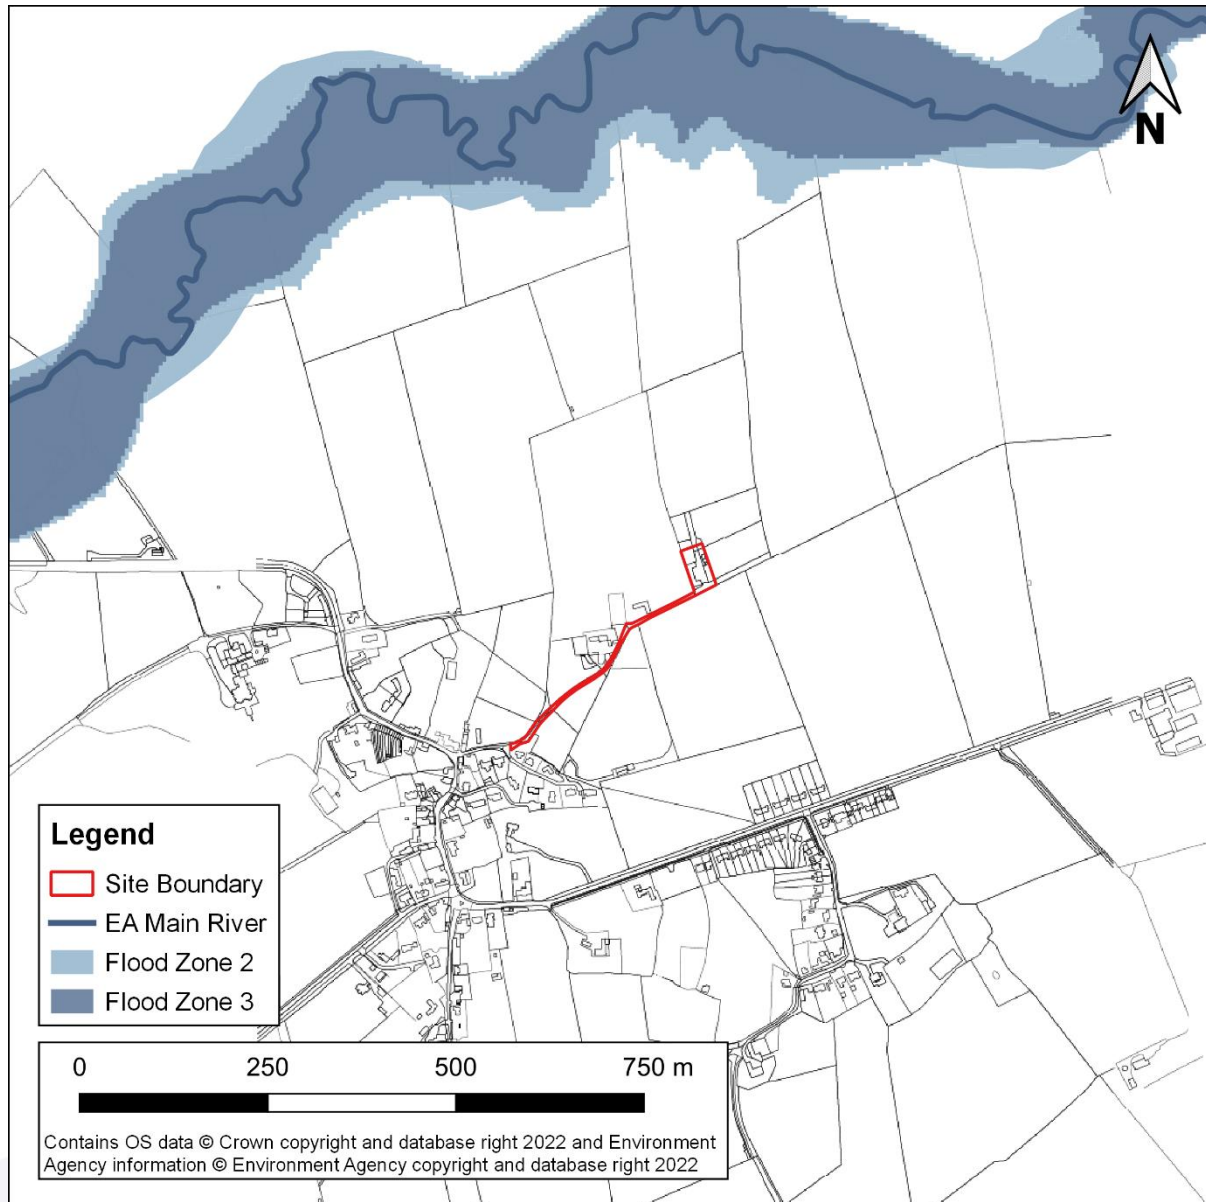 N
Legend
Site Boundary
EA Main River
Flood Zone 2
Flood Zone 3
0 250 500 750 m
Contains OS data © Crown copyright and database right 2022 and Environment
Agency information © Environment Agency copyright and database right 2022